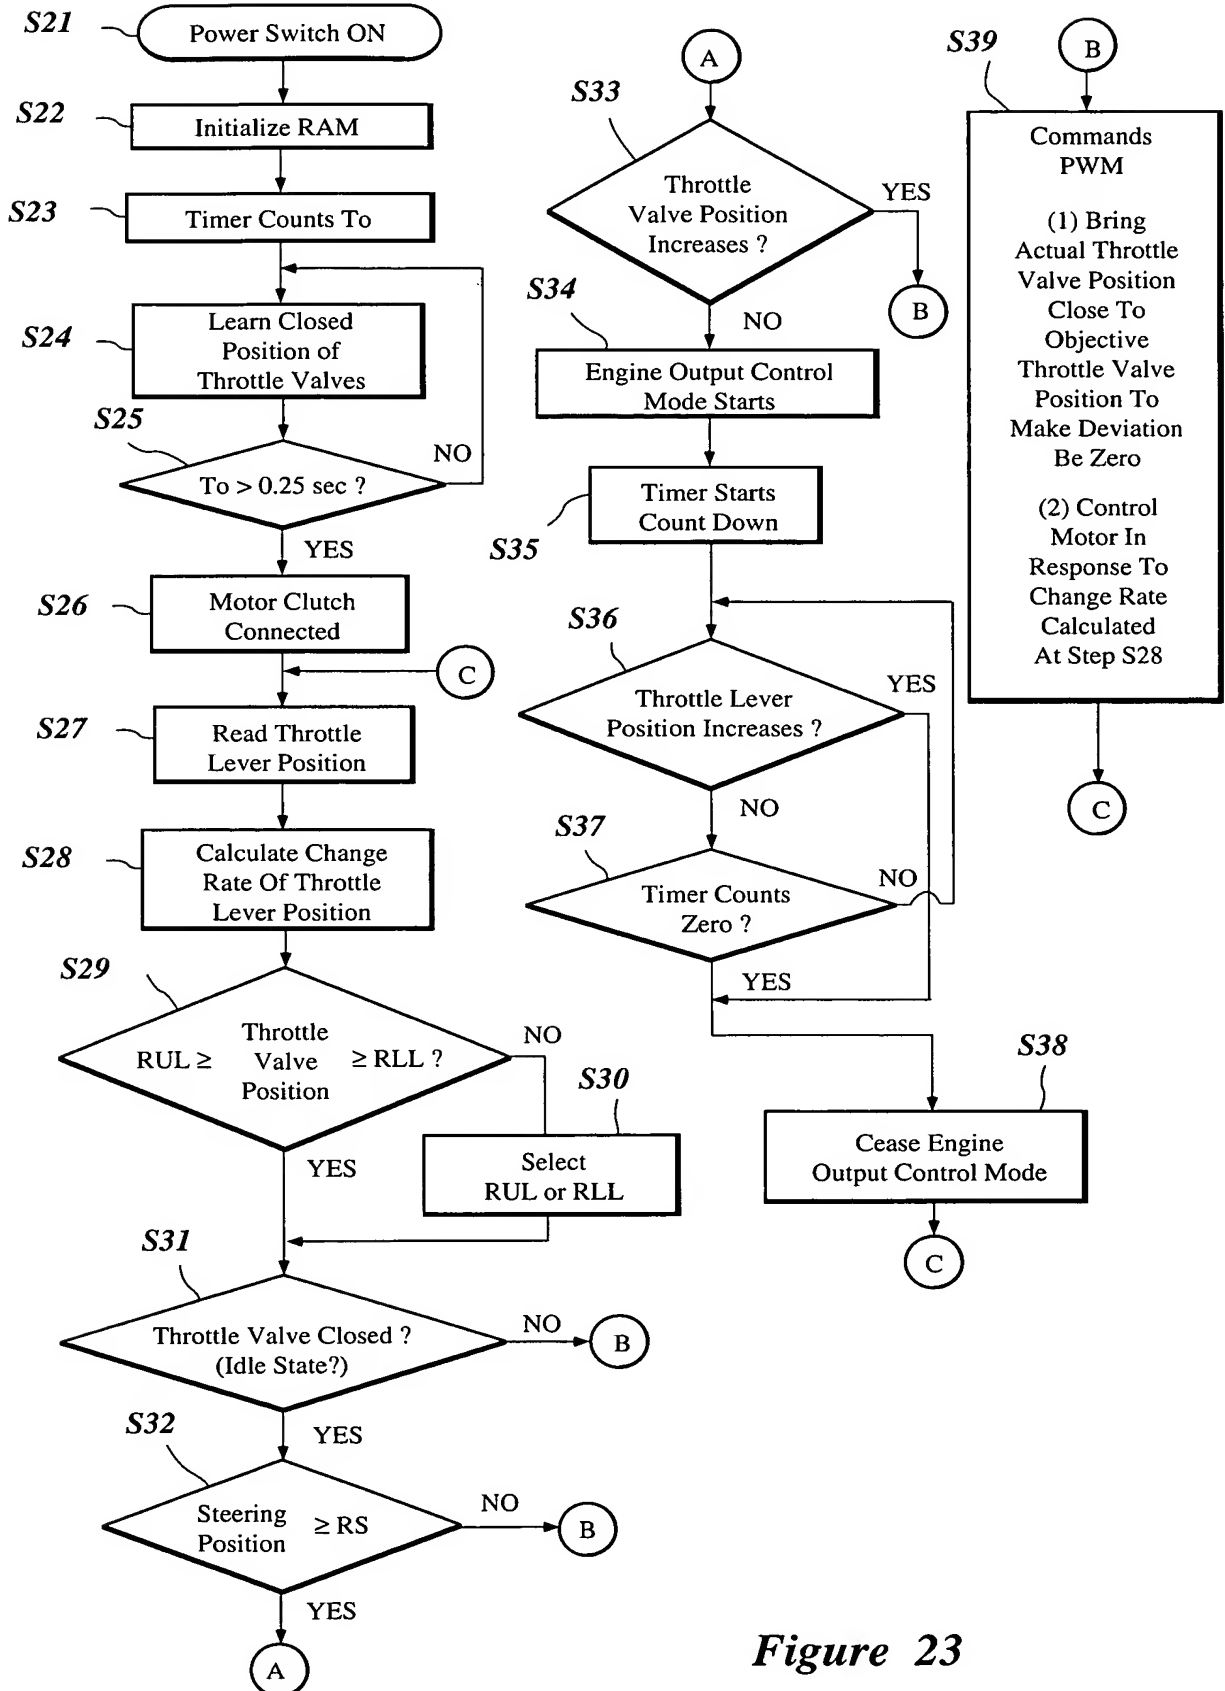 S21
Power Switch ON
S22
Initialize RAM
S23
Timer Counts To
S24
Learn Closed
Position of
Throttle Valves
S25
NO
To > 0.25 sec ?
YES
S26
Motor Clutch
Connected
C
S27
Read Throttle
Lever Position
S28
Calculate Change
Rate Of Throttle
Lever Position
S29
RUL ≥ Throttle
Valve
Position ≥ RLL ?
NO
S30
YES
Select
RUL or RLL
S31
Throttle Valve Closed ?
(Idle State?)
NO
B
YES
S32
Steering
Position ≥ RS
NO
B
YES
A
A
S33
Throttle
Valve Position
Increases ?
YES
B
NO
S34
Engine Output Control
Mode Starts
S35
Timer Starts
Count Down
S36
Throttle Lever
Position Increases ?
YES
NO
S37
Timer Counts
Zero ?
NO
YES
S38
Cease Engine
Output Control Mode
C
S39
B
Commands
PWM
(1) Bring
Actual Throttle
Valve Position
Close To
Objective
Throttle Valve
Position To
Make Deviation
Be Zero
(2) Control
Motor In
Response To
Change Rate
Calculated
At Step S28
C
Figure 23